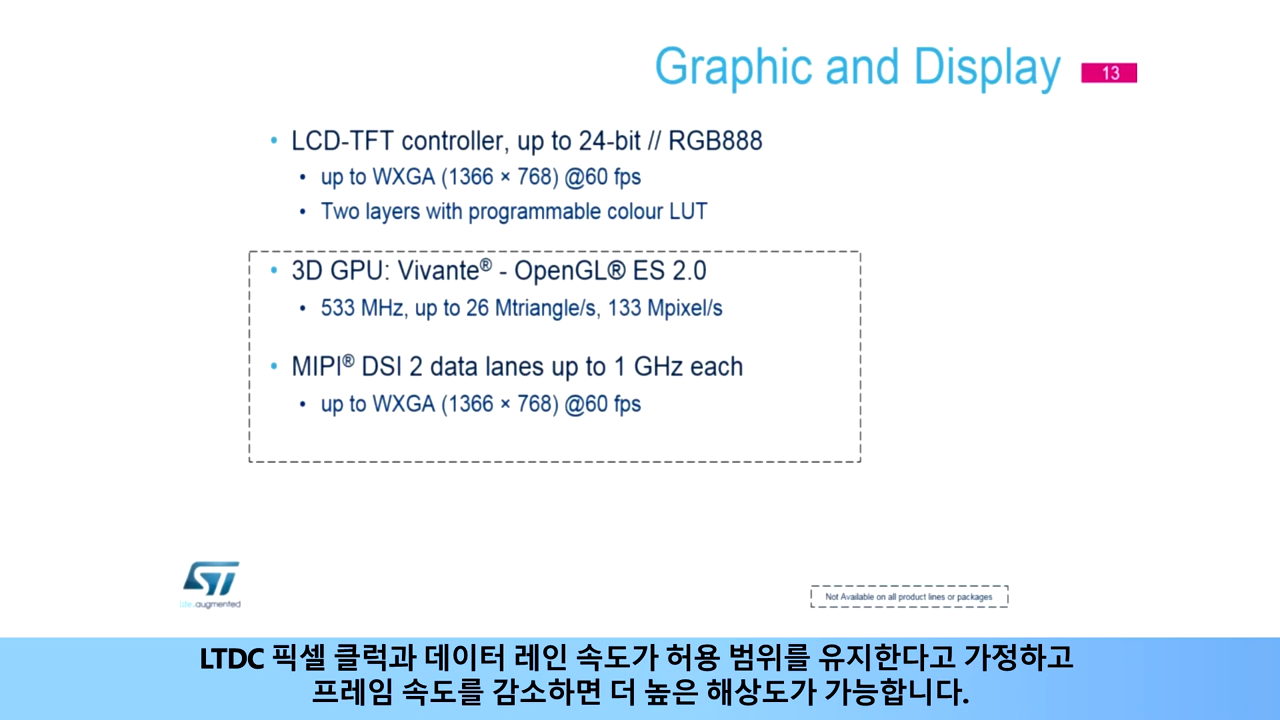 Graphic and Display
13
• LCD-TFT controller, up to 24-bit // RGB888
• up to WXGA (1366 × 768) @60 fps
• Two layers with programmable colour LUT
• 3D GPU: Vivante® - OpenGL® ES 2.0
• 533 MHz, up to 26 Mtriangle/s, 133 Mpixel/s
• MIPI® DSI 2 data lanes up to 1 GHz each
• up to WXGA (1366 × 768) @60 fps
ST
life.augmented
Not Available on all product lines or packages
LTDC 픽셀 클럭과 데이터 레인 속도가 허용 범위를 유지한다고 가정하고
프레임 속도를 감소하면 더 높은 해상도가 가능합니다.